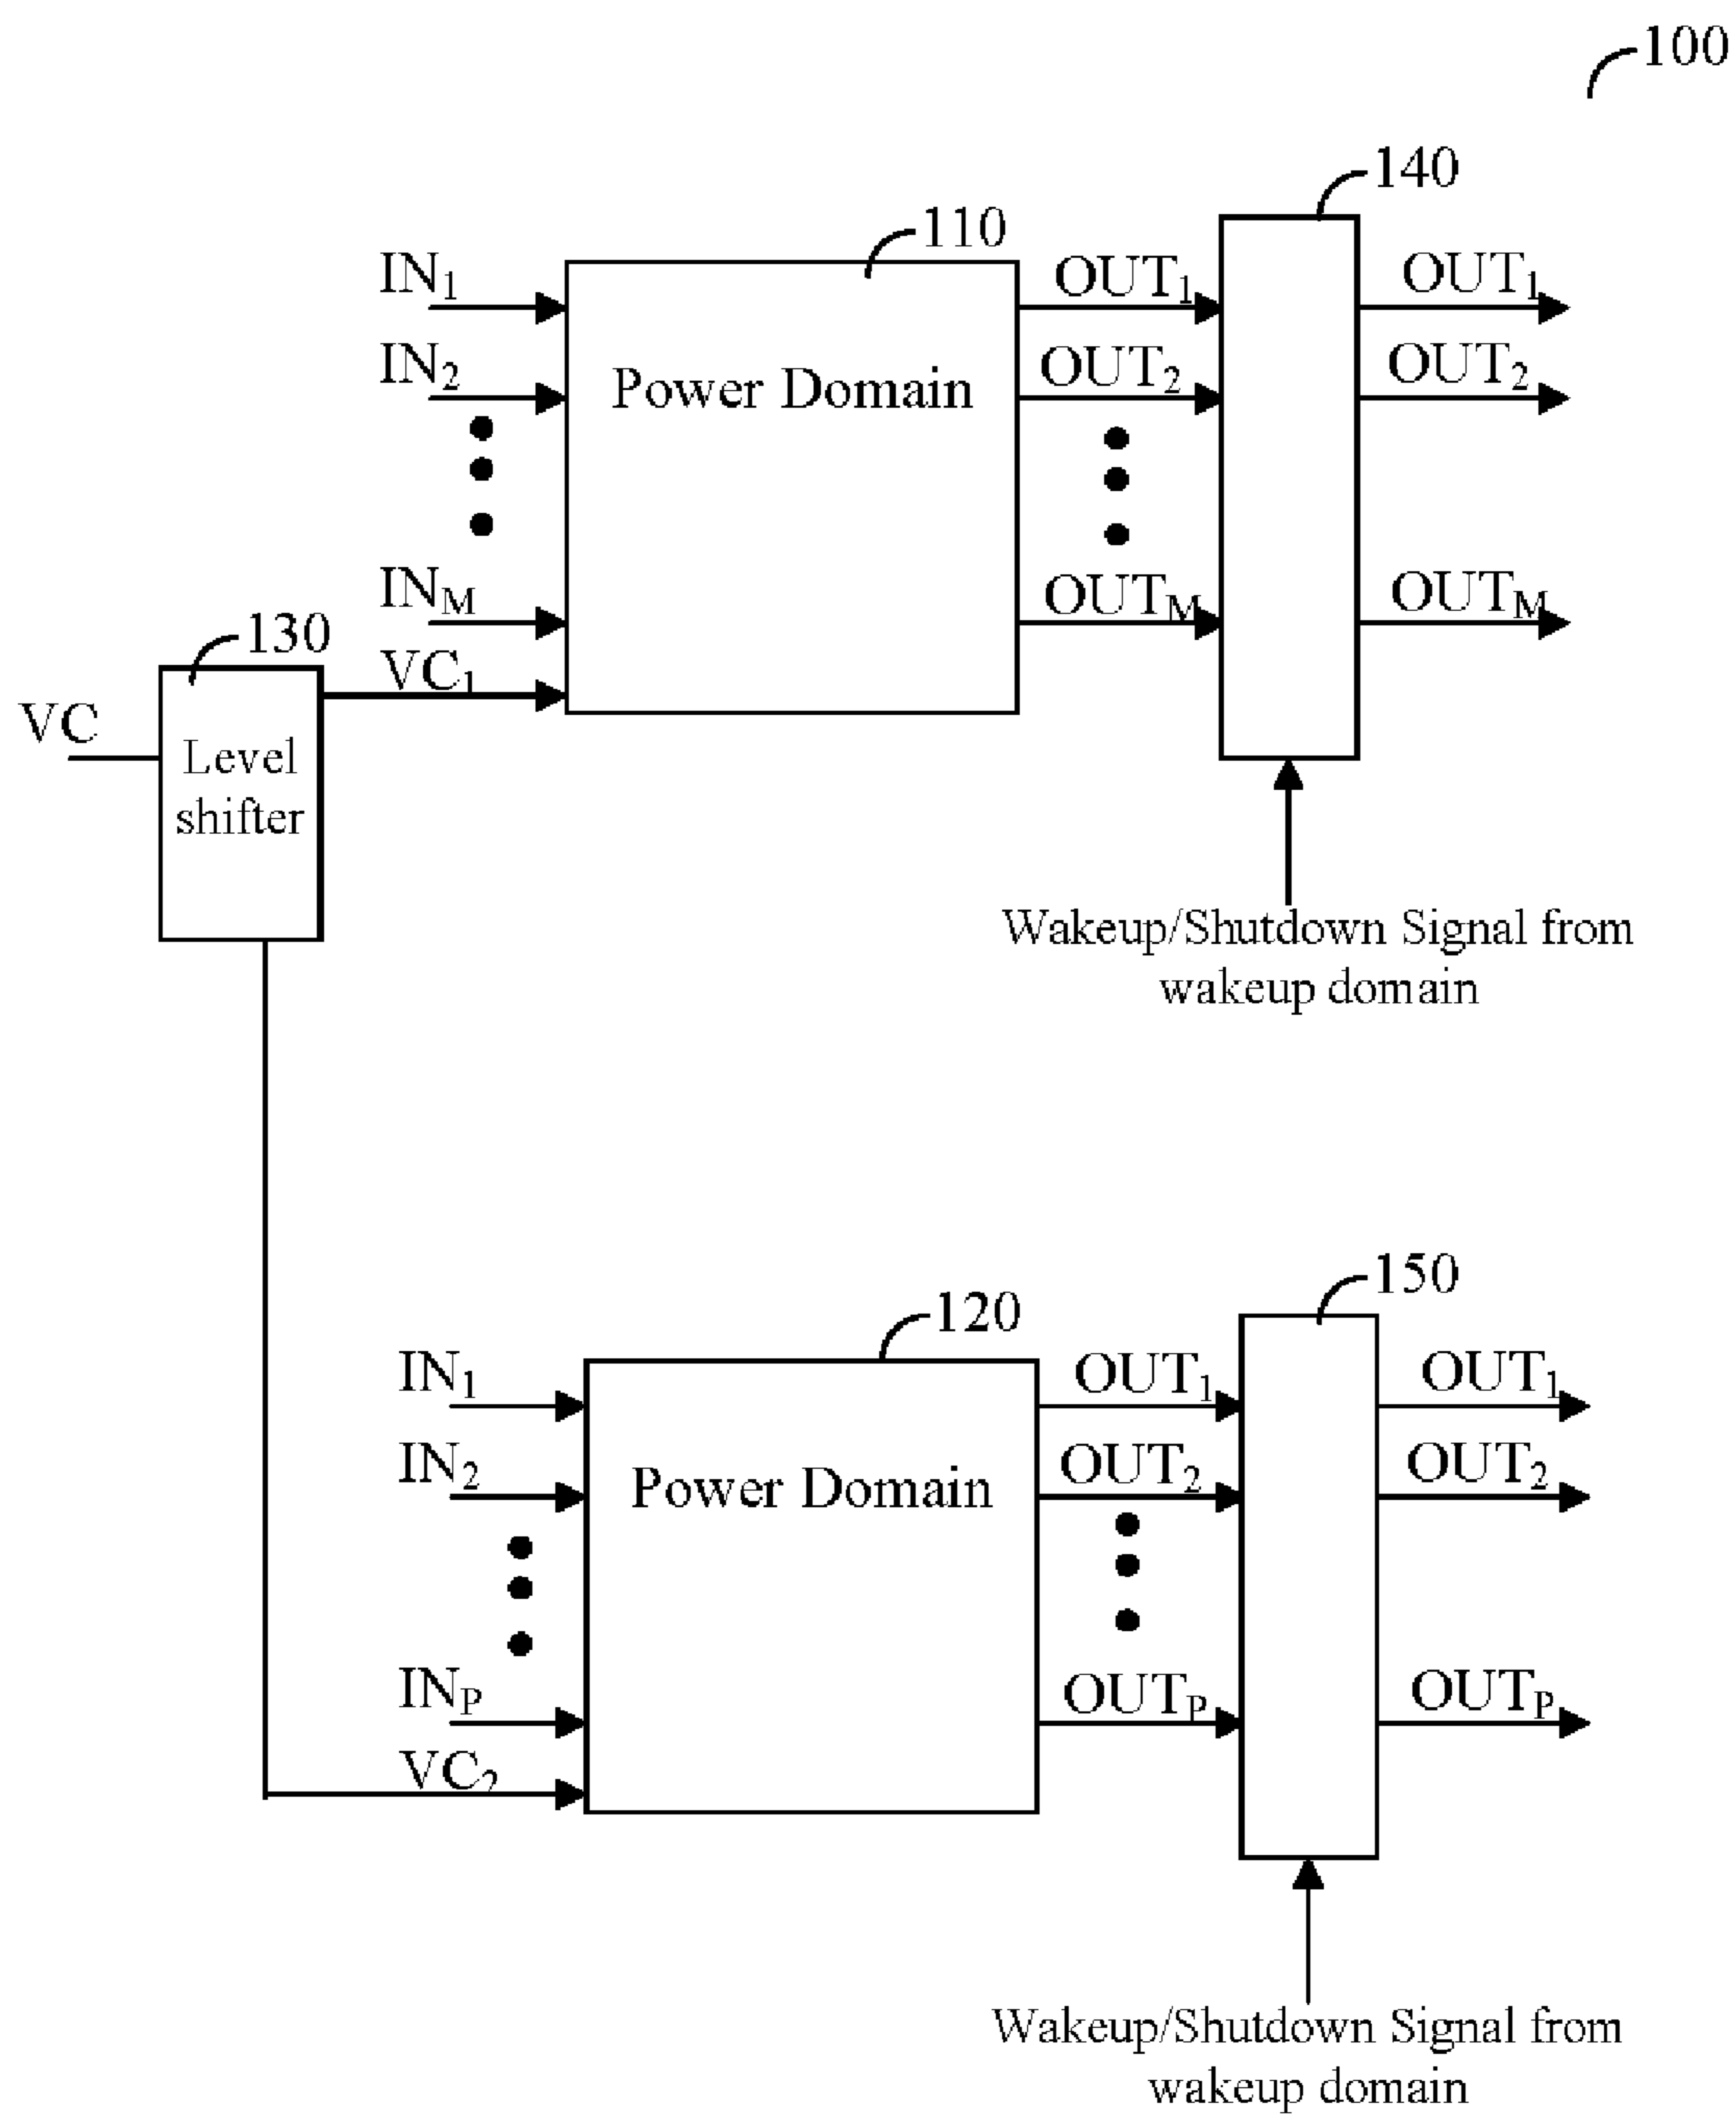 100
140
110
IN₁
OUT₁
OUT₁
IN₂
Power Domain
OUT₂
OUT₂
INM
OUTM
OUTM
130
VC₁
VC
Level
shifter
Wakeup/Shutdown Signal from
wakeup domain
150
120
IN₁
OUT₁
OUT₁
IN₂
Power Domain
OUT₂
OUT₂
INP
OUTP
OUTP
VC₂
Wakeup/Shutdown Signal from
wakeup domain